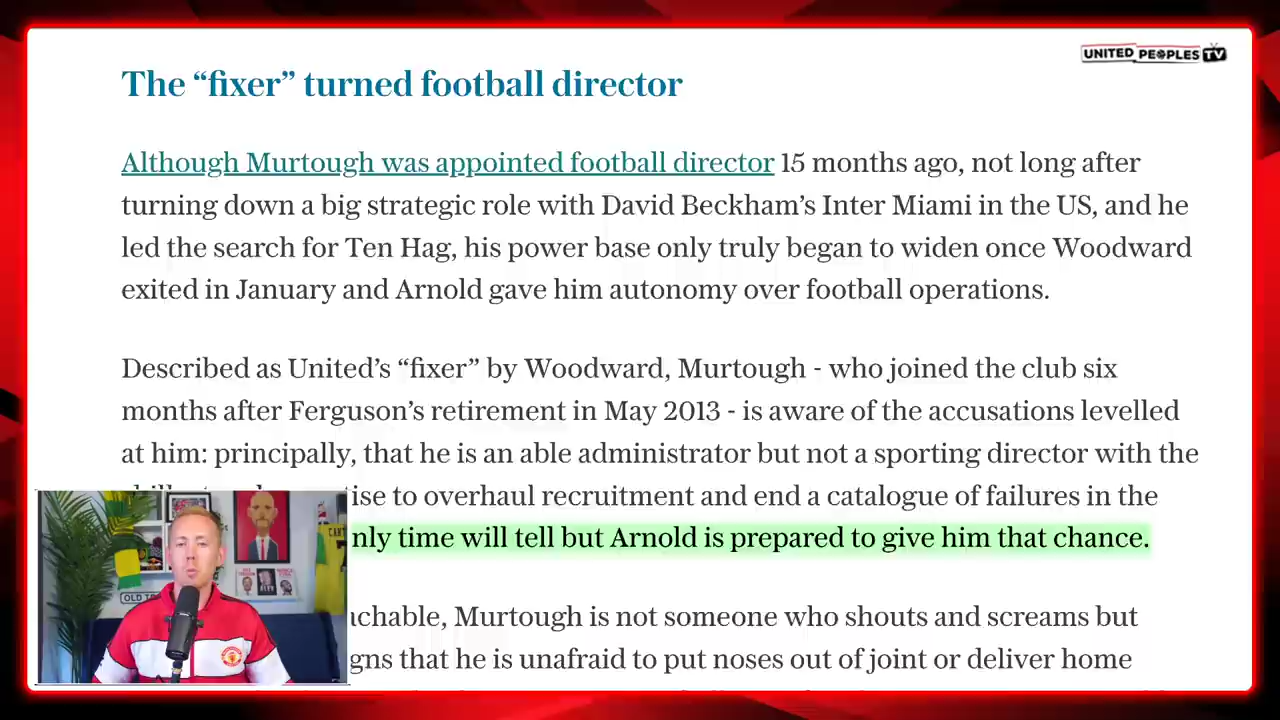 UNITED PEOPLES TV
The “fixer” turned football director
Although Murtough was appointed football director 15 months ago, not long after
turning down a big strategic role with David Beckham’s Inter Miami in the US, and he
led the search for Ten Hag, his power base only truly began to widen once Woodward
exited in January and Arnold gave him autonomy over football operations.
Described as United’s “fixer” by Woodward, Murtough - who joined the club six
months after Ferguson’s retirement in May 2013 - is aware of the accusations levelled
at him: principally, that he is an able administrator but not a sporting director with the
to overhaul recruitment and end a catalogue of failures in the
time will tell but Arnold is prepared to give him that chance.
Murtough is not someone who shouts and screams but
that he is unafraid to put noses out of joint or deliver home
OLD